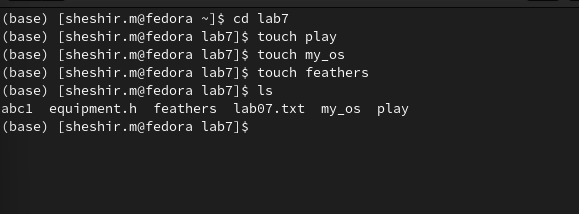 (base) [sheshir.m@fedora ~]$ cd lab7
(base) [sheshir.m@fedora lab7]$ touch play
(base) [sheshir.m@fedora lab7]$ touch my_os
(base) [sheshir.m@fedora lab7]$ touch feathers
(base) [sheshir.m@fedora lab7]$ ls
abc1  equipment.h  feathers  lab07.txt  my_os  play
(base) [sheshir.m@fedora lab7]$